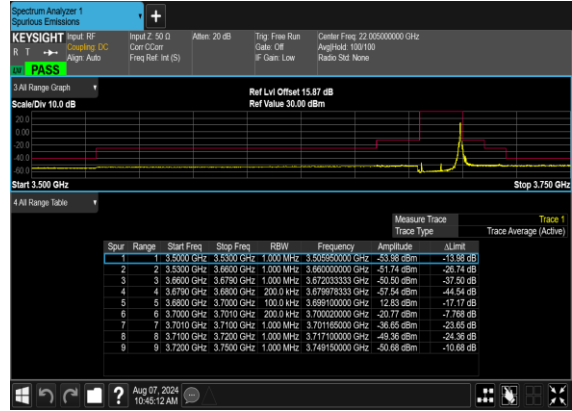 Spectrum Analyzer 1
Spurious Emissions
KEYSIGHT Input: RF Input Z: 50 Ω Atten: 20 dB Trig: Free Run Center Freq: 22.005000000 GHz
R T Coupling: DC Corr CCorr Gate: Off Avg|Hold: 100/100
Align: Auto Freq Ref: Int (S) IF Gain: Low Radio Std: None
PASS
3 All Range Graph
Ref Lvl Offset 15.87 dB
Scale/Div 10.0 dB Ref Value 30.00 dBm
20.0
0.00
-20.0
-40.0
-60.0
Start 3.500 GHz Stop 3.750 GHz
4 All Range Table
Measure Trace Trace 1
Trace Type Trace Average (Active)
Spur Range Start Freq Stop Freq RBW Frequency Amplitude ΔLimit
1 1 3.5000 GHz 3.5300 GHz 1.000 MHz 3.505950000 GHz -53.98 dBm -13.98 dB
2 2 3.5300 GHz 3.6600 GHz 1.000 MHz 3.660000000 GHz -51.74 dBm -26.74 dB
3 3 3.6600 GHz 3.6790 GHz 1.000 MHz 3.672033333 GHz -50.50 dBm -37.50 dB
4 4 3.6790 GHz 3.6800 GHz 200.0 kHz 3.679978333 GHz -57.54 dBm -44.54 dB
5 5 3.6800 GHz 3.7000 GHz 100.0 kHz 3.699100000 GHz 12.83 dBm -17.17 dB
6 6 3.7000 GHz 3.7010 GHz 200.0 kHz 3.700020000 GHz -20.77 dBm -7.768 dB
7 7 3.7010 GHz 3.7100 GHz 1.000 MHz 3.701165000 GHz -36.65 dBm -23.65 dB
8 8 3.7100 GHz 3.7200 GHz 1.000 MHz 3.717100000 GHz -49.36 dBm -24.36 dB
9 9 3.7200 GHz 3.7500 GHz 1.000 MHz 3.749150000 GHz -50.68 dBm -10.68 dB
Aug 07, 2024
10:45:12 AM